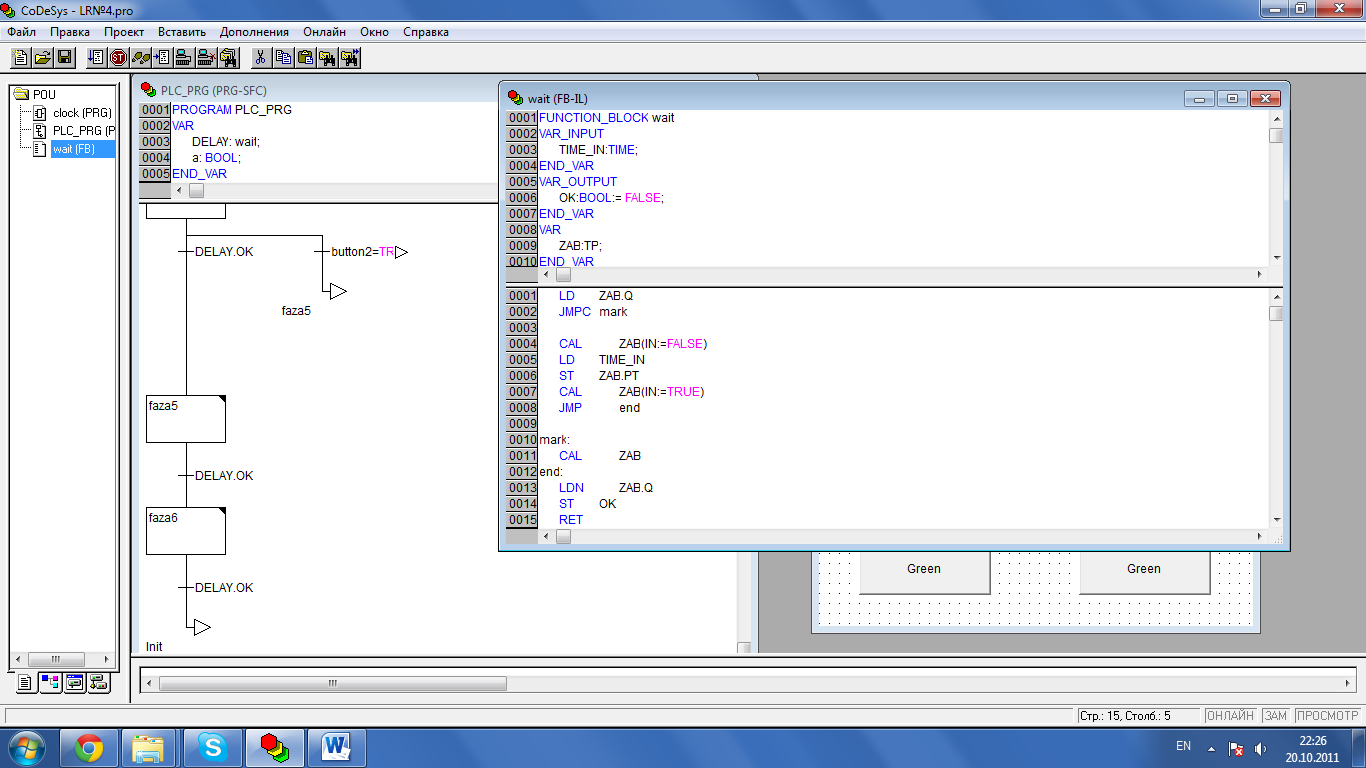 CoDeSys - LRNº4.pro
Файл Правка Проект Вставить Дополнения Онлайн Окно Справка
POU
clock (PRG)
PLC_PRG (P
wait (FB)
PLC_PRG (PRG-SFC)
0001 PROGRAM PLC_PRG
0002 VAR
0003 DELAY: wait;
0004 a: BOOL;
0005 END_VAR
DELAY.OK
button2=TR
faza5
faza5
DELAY.OK
faza6
DELAY.OK
Init
wait (FB-IL)
0001 FUNCTION_BLOCK wait
0002 VAR_INPUT
0003 TIME_IN:TIME;
0004 END_VAR
0005 VAR_OUTPUT
0006 OK:BOOL:= FALSE;
0007 END_VAR
0008 VAR
0009 ZAB:TP;
0010 END_VAR
0001 LD ZAB.Q
0002 JMPC mark
0003
0004 CAL ZAB(IN:=FALSE)
0005 LD TIME_IN
0006 ST ZAB.PT
0007 CAL ZAB(IN:=TRUE)
0008 JMP end
0009
0010 mark:
0011 CAL ZAB
0012 end:
0013 LDN ZAB.Q
0014 ST OK
0015 RET
Green Green
Стр.: 15, Столб.: 5 ОНЛАЙН ЗАМ ПРОСМОТР
EN
22:26
20.10.2011